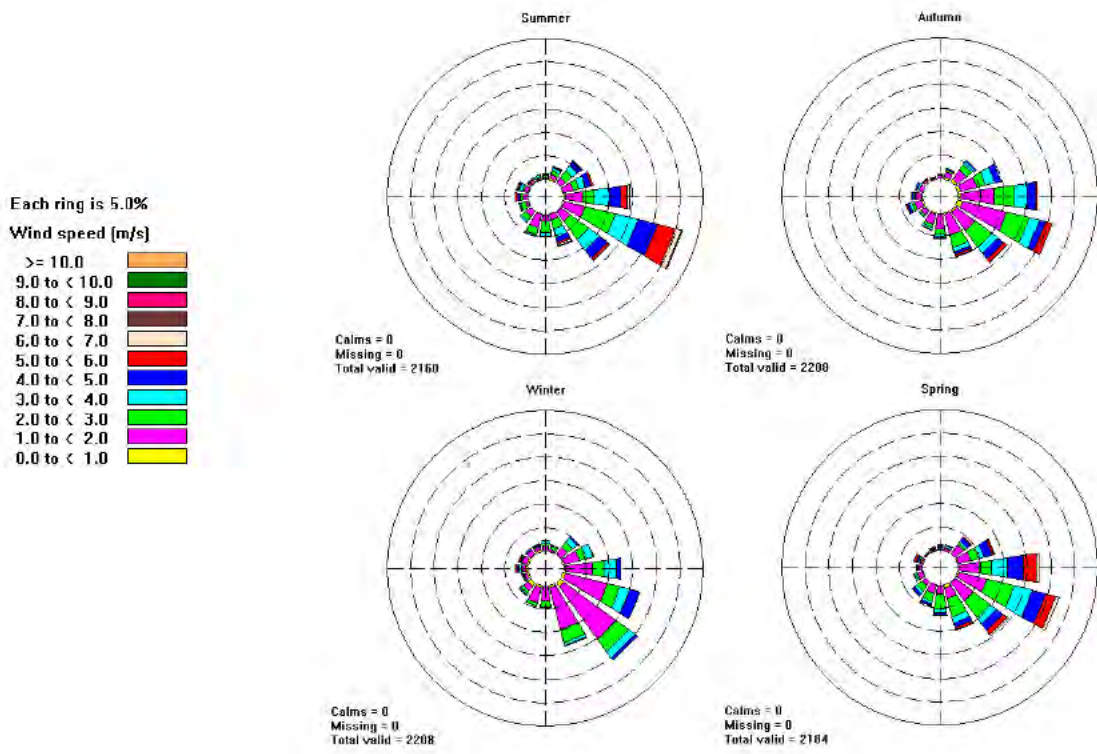 Summer
Autumn
Each ring is 5.0%
Wind speed (m/s)
>= 10.0
9.0 to < 10.0
8.0 to < 9.0
7.0 to < 8.0
6.0 to < 7.0
5.0 to < 6.0
4.0 to < 5.0
3.0 to < 4.0
2.0 to < 3.0
1.0 to < 2.0
0.0 to < 1.0
Calms = 0
Missing = 0
Total valid = 2160
Calms = 0
Missing = 0
Total valid = 2208
Winter
Spring
Calms = 0
Missing = 0
Total valid = 2208
Calms = 0
Missing = 0
Total valid = 2184